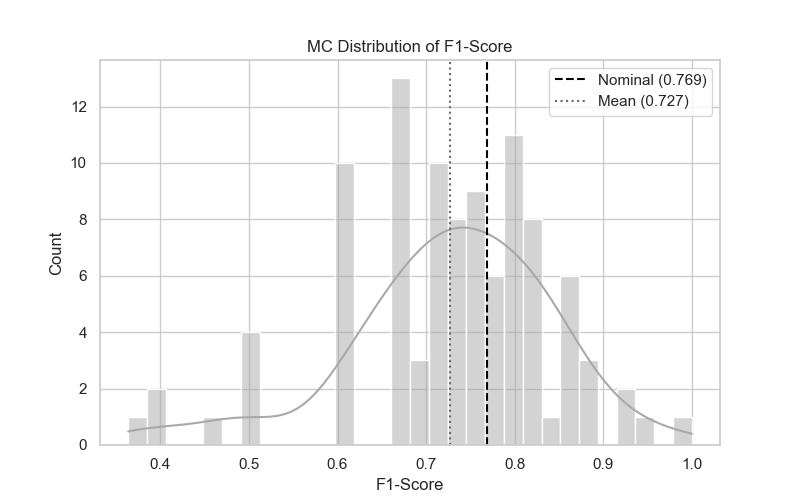 MC Distribution of F1-Score
Nominal (0.769)
Mean (0.727)
Count
12
10
8
6
4
2
0
0.4 0.5 0.6 0.7 0.8 0.9 1.0
F1-Score